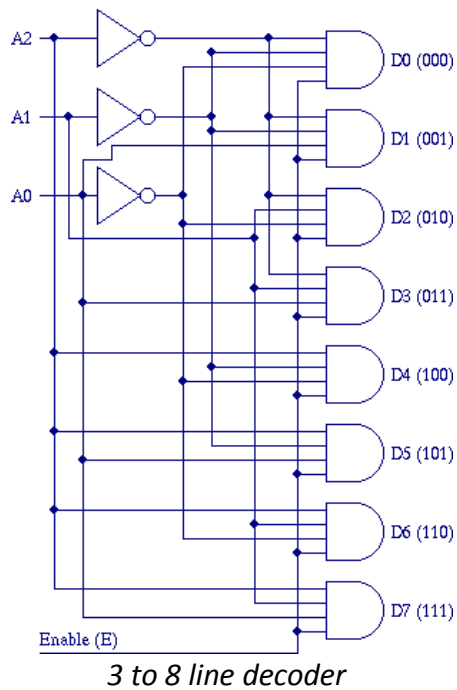 A2
D0 (000)
A1
D1 (001)
A0
D2 (010)
D3 (011)
D4 (100)
D5 (101)
D6 (110)
D7 (111)
Enable (E)
3 to 8 line decoder